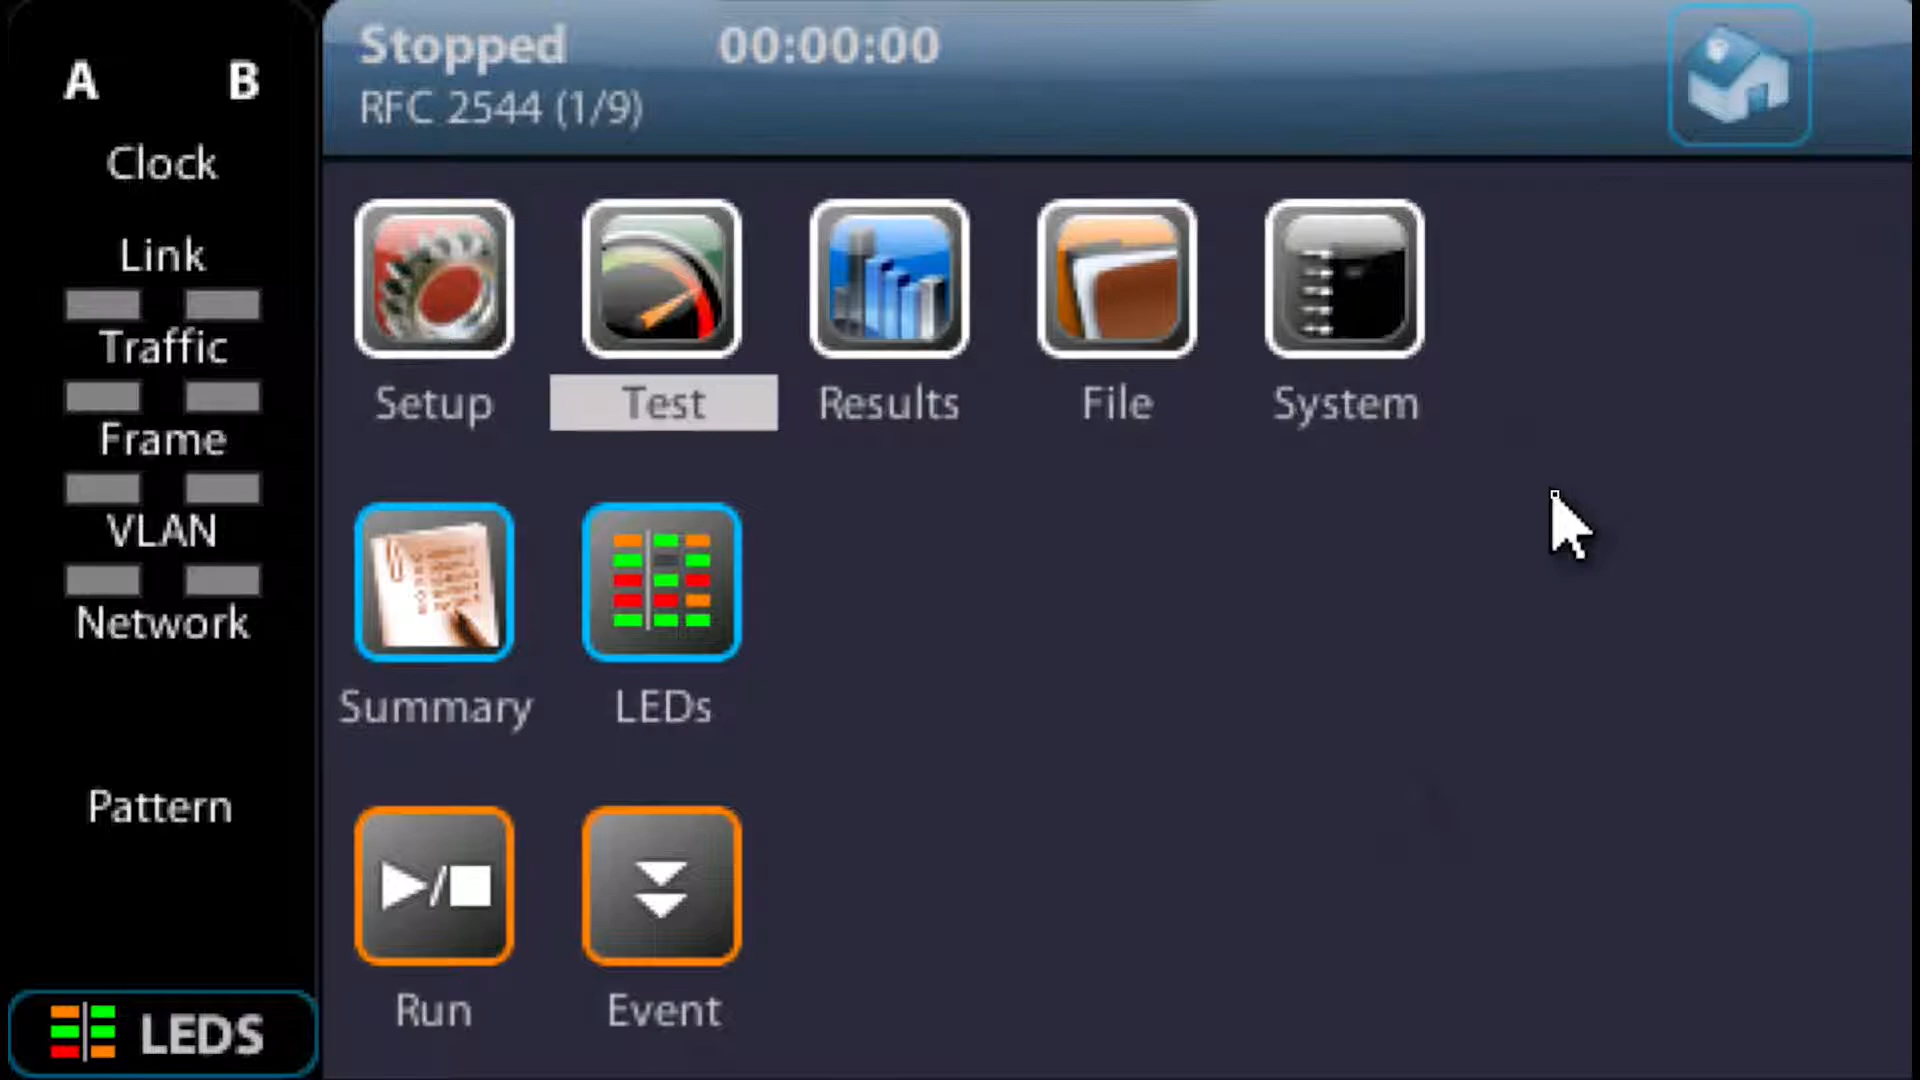 A B
Clock
Link
Traffic
Frame
VLAN
Network
Pattern
LEDS
Stopped 00:00:00
RFC 2544 (1/9)
Setup Test Results File System
Summary LEDs
Run Event